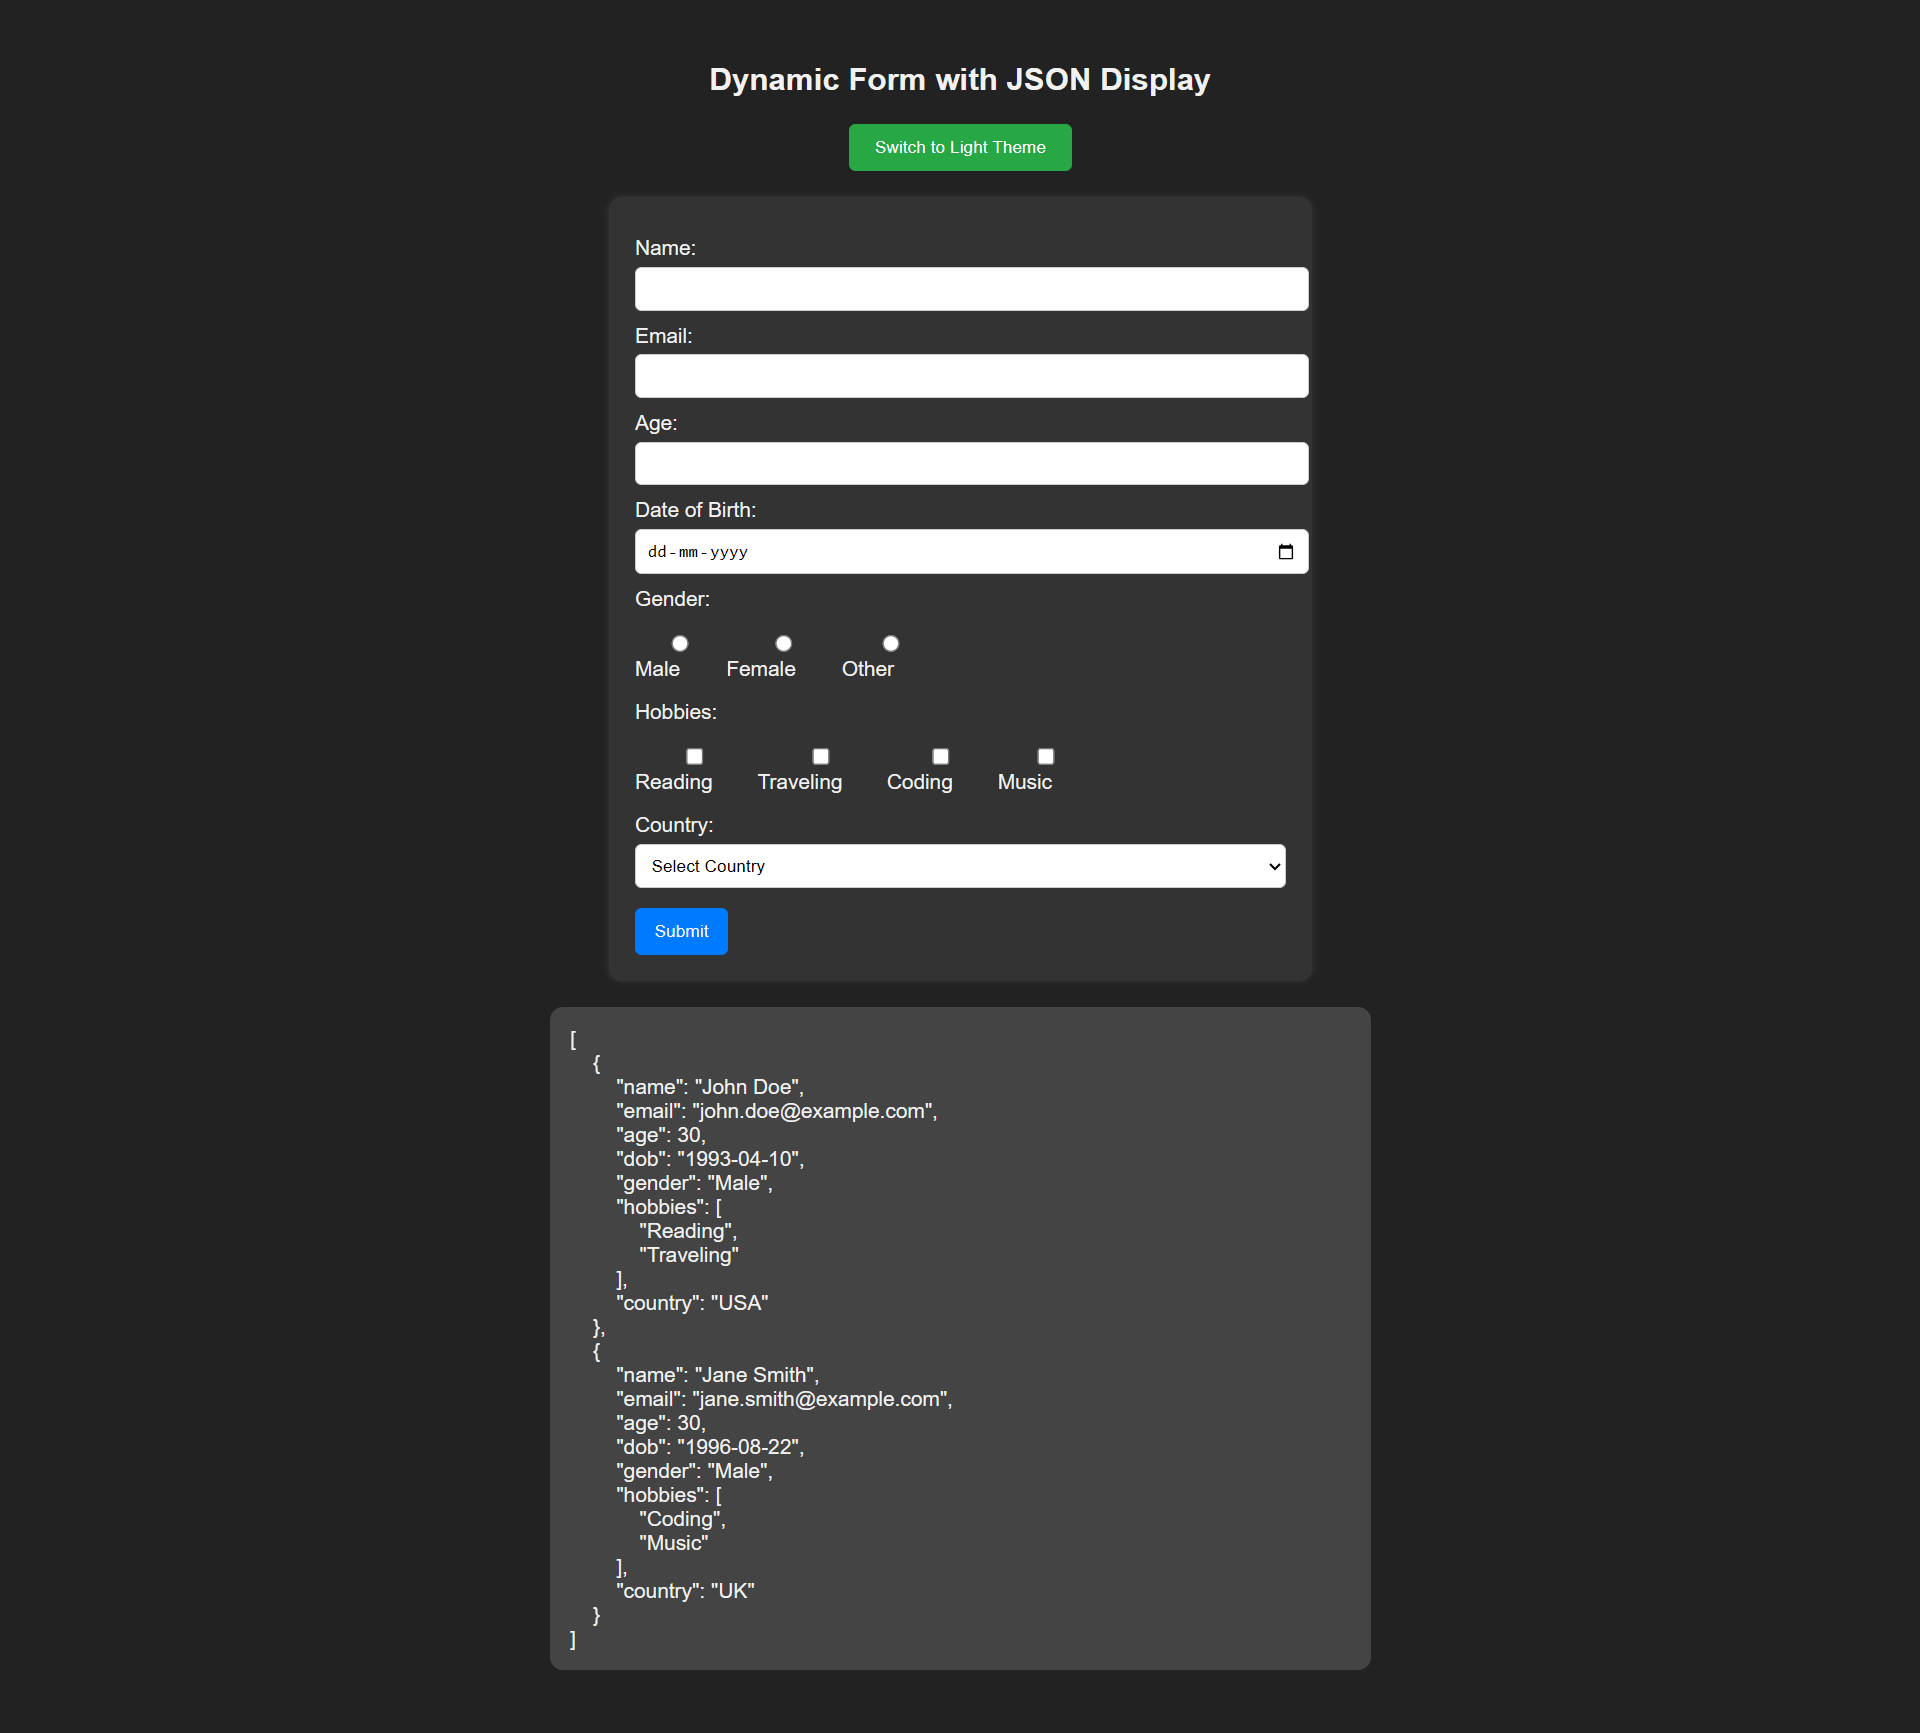 Dynamic Form with JSON Display
Switch to Light Theme
Name:
Email:
Age:
Date of Birth:
dd-mm-yyyy
Gender:
Male Female Other
Hobbies:
Reading Traveling Coding Music
Country:
Select Country
Submit
[
    {
        "name": "John Doe",
        "email": "john.doe@example.com",
        "age": 30,
        "dob": "1993-04-10",
        "gender": "Male",
        "hobbies": [
            "Reading",
            "Traveling"
        ],
        "country": "USA"
    },
    {
        "name": "Jane Smith",
        "email": "jane.smith@example.com",
        "age": 30,
        "dob": "1996-08-22",
        "gender": "Male",
        "hobbies": [
            "Coding",
            "Music"
        ],
        "country": "UK"
    }
]